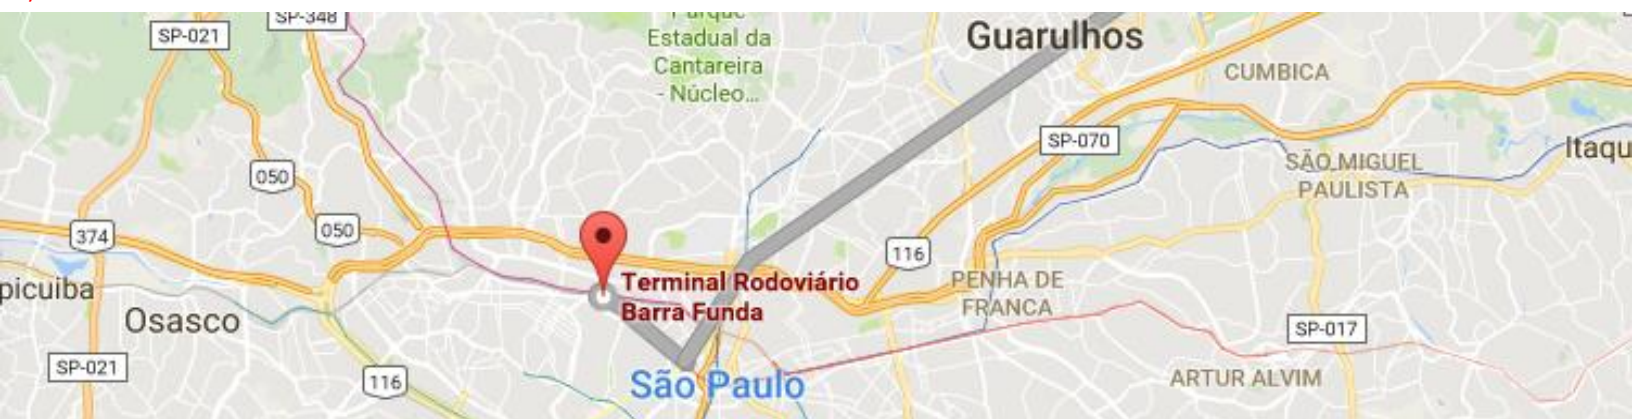 SP-348
Parque
SP-021
Estadual da
Guarulhos
Cantareira
CUMBICA
- Núcleo...
SP-070
Itaqu
SÃO MIGUEL
PAULISTA
050
050
374
116
Terminal Rodoviário
Barra Funda
PENHA DE
FRANCA
picuiba
Osasco
SP-017
SP-021
116
São Paulo
ARTUR ALVIM